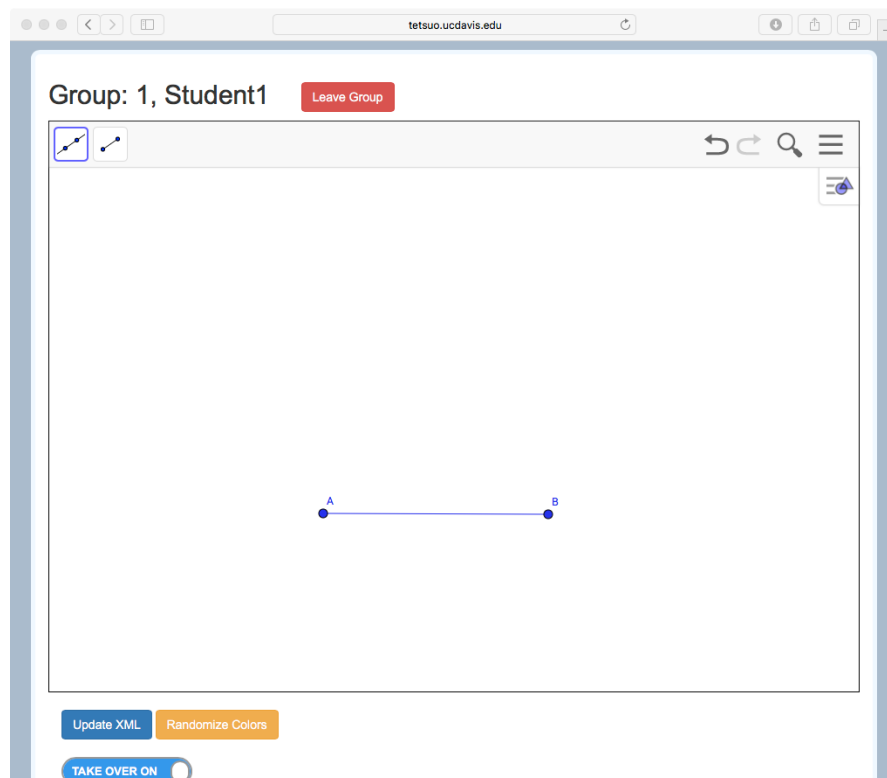 tetsuo.ucdavis.edu
Group: 1, Student1
Leave Group
A
B
Update XML
Randomize Colors
TAKE OVER ON